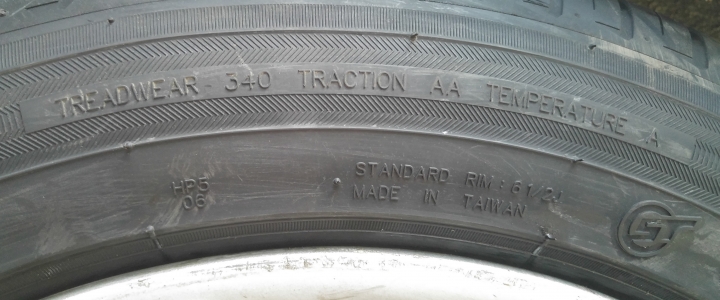 TREADWEAR 340 TRACTION AA TEMPERATURE A
HP5
06
STANDARD RIM: 6 1/2J
MADE IN TAIWAN